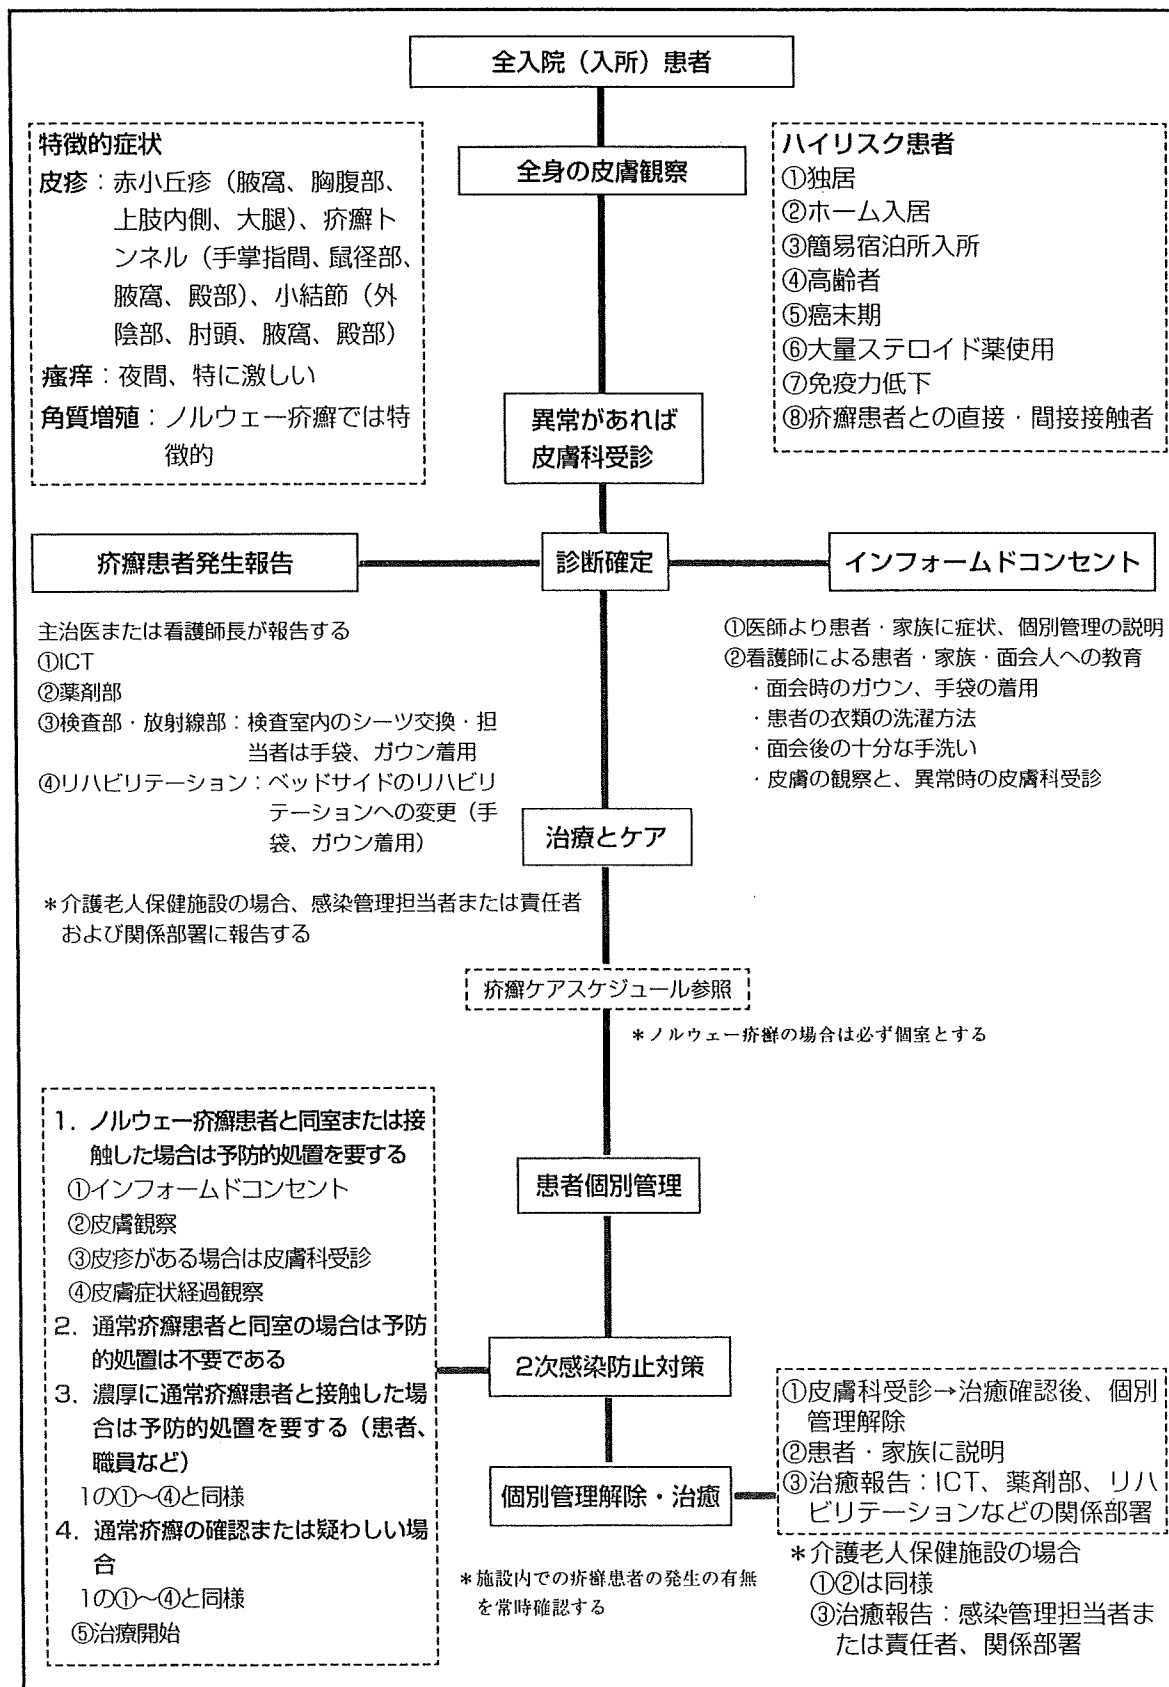 全入院（入所）患者
特徴的症状
皮疹：赤小丘疹（腋窩、胸腹部、
上肢内側、大腿）、疥癬ト
ンネル（手掌指間、鼠径部、
腋窩、殿部）、小結節（外
陰部、肘頭、腋窩、殿部）
瘙痒：夜間、特に激しい
角質増殖：ノルウェー疥癬では特
徴的
全身の皮膚観察
ハイリスク患者
①独居
②ホーム入居
③簡易宿泊所入所
④高齢者
⑤癌末期
⑥大量ステロイド薬使用
⑦免疫力低下
⑧疥癬患者との直接・間接接触者
異常があれば
皮膚科受診
疥癬患者発生報告
診断確定
インフォームドコンセント
主治医または看護師長が報告する
①ICT
②薬剤部
③検査部・放射線部：検査室内のシーツ交換・担
当者は手袋、ガウン着用
④リハビリテーション：ベッドサイドのリハビリ
テーションへの変更（手
袋、ガウン着用）
＊介護老人保健施設の場合、感染管理担当者または責任者
および関係部署に報告する
①医師より患者・家族に症状、個別管理の説明
②看護師による患者・家族・面会人への教育
・面会時のガウン、手袋の着用
・患者の衣類の洗濯方法
・面会後の十分な手洗い
・皮膚の観察と、異常時の皮膚科受診
治療とケア
疥癬ケアスケジュール参照
＊ノルウェー疥癬の場合は必ず個室とする
1．ノルウェー疥癬患者と同室または接
触した場合は予防的処置を要する
①インフォームドコンセント
②皮膚観察
③皮疹がある場合は皮膚科受診
④皮膚症状経過観察
2．通常疥癬患者と同室の場合は予防
的処置は不要である
3．濃厚に通常疥癬患者と接触した場
合は予防的処置を要する（患者、
職員など）
1の①〜④と同様
4．通常疥癬の確認または疑わしい場
合
1の①〜④と同様
⑤治療開始
患者個別管理
2次感染防止対策
個別管理解除・治癒
①皮膚科受診→治癒確認後、個別
管理解除
②患者・家族に説明
③治癒報告：ICT、薬剤部、リハ
ビリテーションなどの関係部署
＊介護老人保健施設の場合
①②は同様
③治癒報告：感染管理担当者ま
たは責任者、関係部署
＊施設内での疥癬患者の発生の有無
を常時確認する